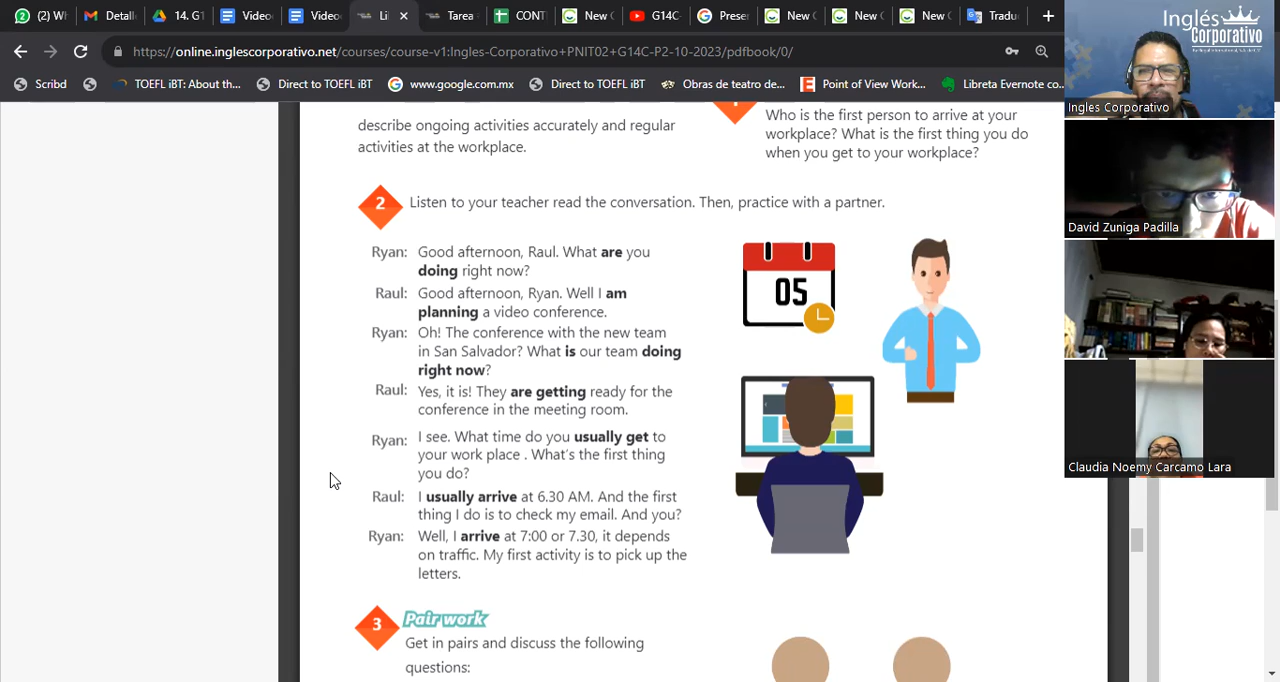 (2) Wh
Detall
14. G1
Video
Video
Li
Tarea
CONT
New C
G14C-
Preser
New C
New C
New C
Tradu
https://online.inglescorporativo.net/courses/course-v1:Ingles-Corporativo+PNIT02+G14C-P2-10-2023/pdfbook/0/
Scribd
TOEFL iBT: About th...
Direct to TOEFL iBT
www.google.com.mx
Direct to TOEFL iBT
Obras de teatro de...
Point of View Work...
Libreta Evernote co...
Inglés
Corporativo
Ingles Corporativo
David Zuniga Padilla
Claudia Noemy Carcamo Lara
describe ongoing activities accurately and regular
activities at the workplace.
Who is the first person to arrive at your
workplace? What is the first thing you do
when you get to your workplace?
2 Listen to your teacher read the conversation. Then, practice with a partner.
Ryan: Good afternoon, Raul. What are you
doing right now?
Raul: Good afternoon, Ryan. Well I am
planning a video conference.
Ryan: Oh! The conference with the new team
in San Salvador? What is our team doing
right now?
Raul: Yes, it is! They are getting ready for the
conference in the meeting room.
Ryan: I see. What time do you usually get to
your work place . What's the first thing
you do?
Raul: I usually arrive at 6.30 AM. And the first
thing I do is to check my email. And you?
Ryan: Well, I arrive at 7:00 or 7.30, it depends
on traffic. My first activity is to pick up the
letters.
05
3 Pair work
Get in pairs and discuss the following
questions: